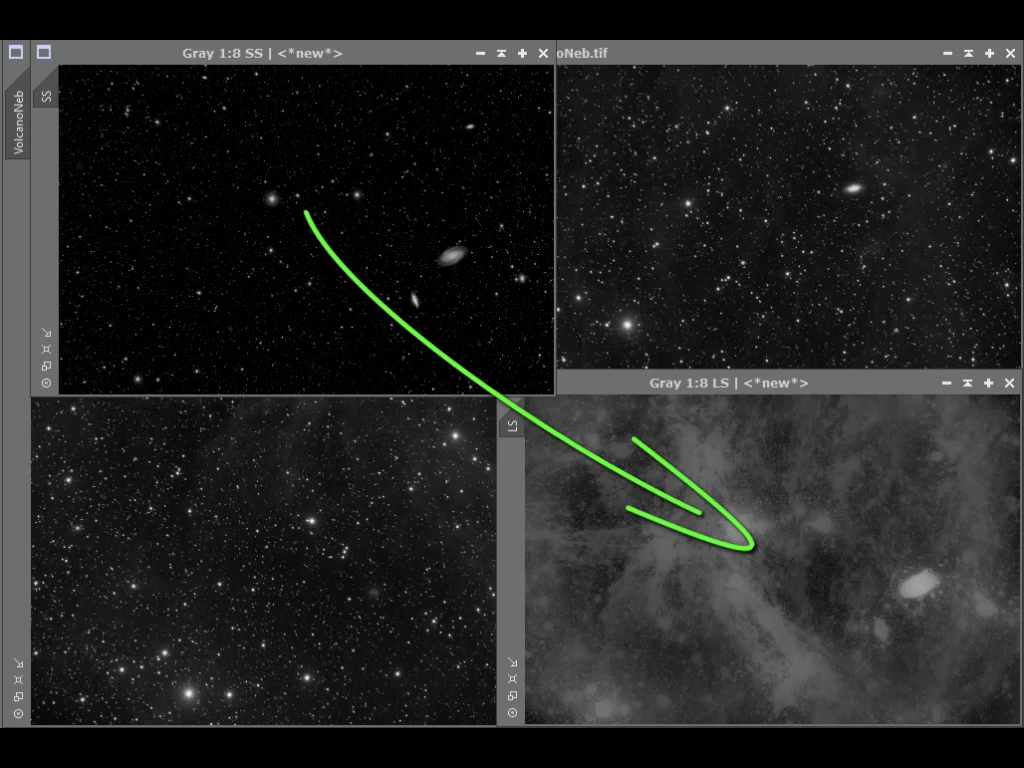 Gray 1:8 SS | <*new*>
oNeb.tif
VolcanoNeb
SS
Gray 1:8 LS | <*new*>
LS